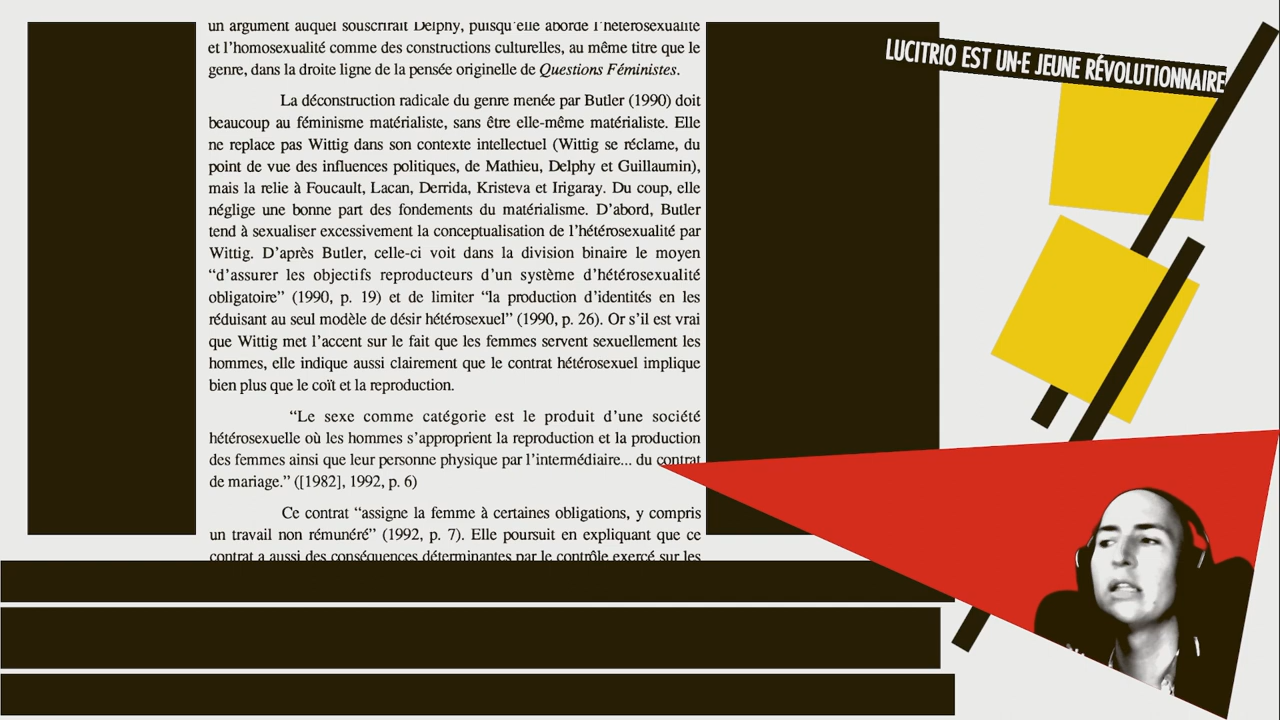 un argument auquel souscrirait Delphy, puisqu'elle aborde l'hétérosexualité
et l'homosexualité comme des constructions culturelles, au même titre que le
genre, dans la droite ligne de la pensée originelle de Questions Féministes.
La déconstruction radicale du genre menée par Butler (1990) doit
beaucoup au féminisme matérialiste, sans être elle-même matérialiste. Elle
ne replace pas Wittig dans son contexte intellectuel (Wittig se réclame, du
point de vue des influences politiques, de Mathieu, Delphy et Guillaumin),
mais la relie à Foucault, Lacan, Derrida, Kristeva et Irigaray. Du coup, elle
néglige une bonne part des fondements du matérialisme. D'abord, Butler
tend à sexualiser excessivement la conceptualisation de l'hétérosexualité par
Wittig. D'après Butler, celle-ci voit dans la division binaire le moyen
“d'assurer les objectifs reproducteurs d'un système d'hétérosexualité
obligatoire” (1990, p. 19) et de limiter “la production d'identités en les
réduisant au seul modèle de désir hétérosexuel” (1990, p. 26). Or s'il est vrai
que Wittig met l'accent sur le fait que les femmes servent sexuellement les
hommes, elle indique aussi clairement que le contrat hétérosexuel implique
bien plus que le coït et la reproduction.
“Le sexe comme catégorie est le produit d'une société
hétérosexuelle où les hommes s'approprient la reproduction et la production
des femmes ainsi que leur personne physique par l'intermédiaire... du contrat
de mariage.” ([1982], 1992, p. 6)
Ce contrat “assigne la femme à certaines obligations, y compris
un travail non rémunéré” (1992, p. 7). Elle poursuit en expliquant que ce
contrat a aussi des conséquences déterminantes par le contrôle exercé sur les
LUCITRIO EST UN·E JEUNE RÉVOLUTIONNAIRE